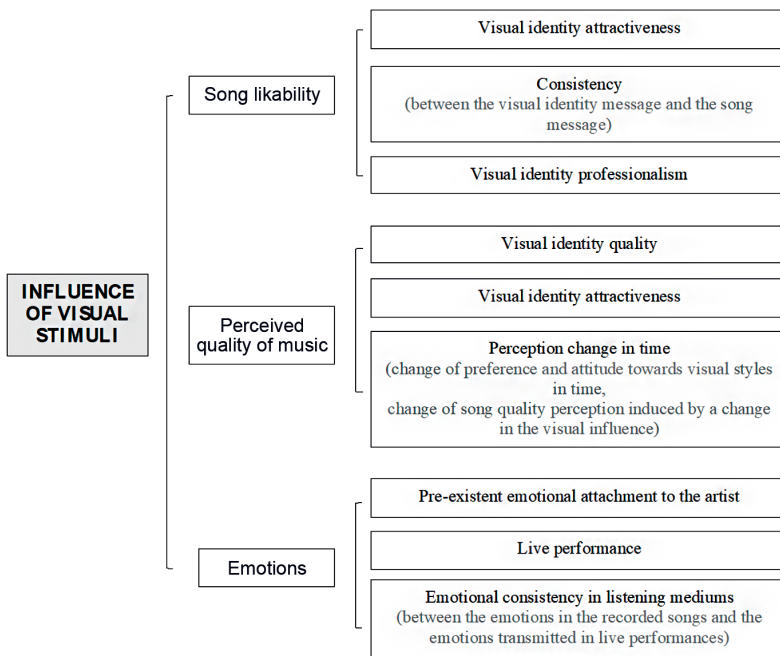 Visual identity attractiveness
Song likability
Consistency
(between the visual identity message and the song
message)
Visual identity professionalism
INFLUENCE
OF VISUAL
STIMULI
Visual identity quality
Visual identity attractiveness
Perceived
quality of music
Perception change in time
(change of preference and attitude towards visual styles
in time,
change of song quality perception induced by a change
in the visual influence)
Pre-existent emotional attachment to the artist
Emotions
Live performance
Emotional consistency in listening mediums
(between the emotions in the recorded songs and the
emotions transmitted in live performances)